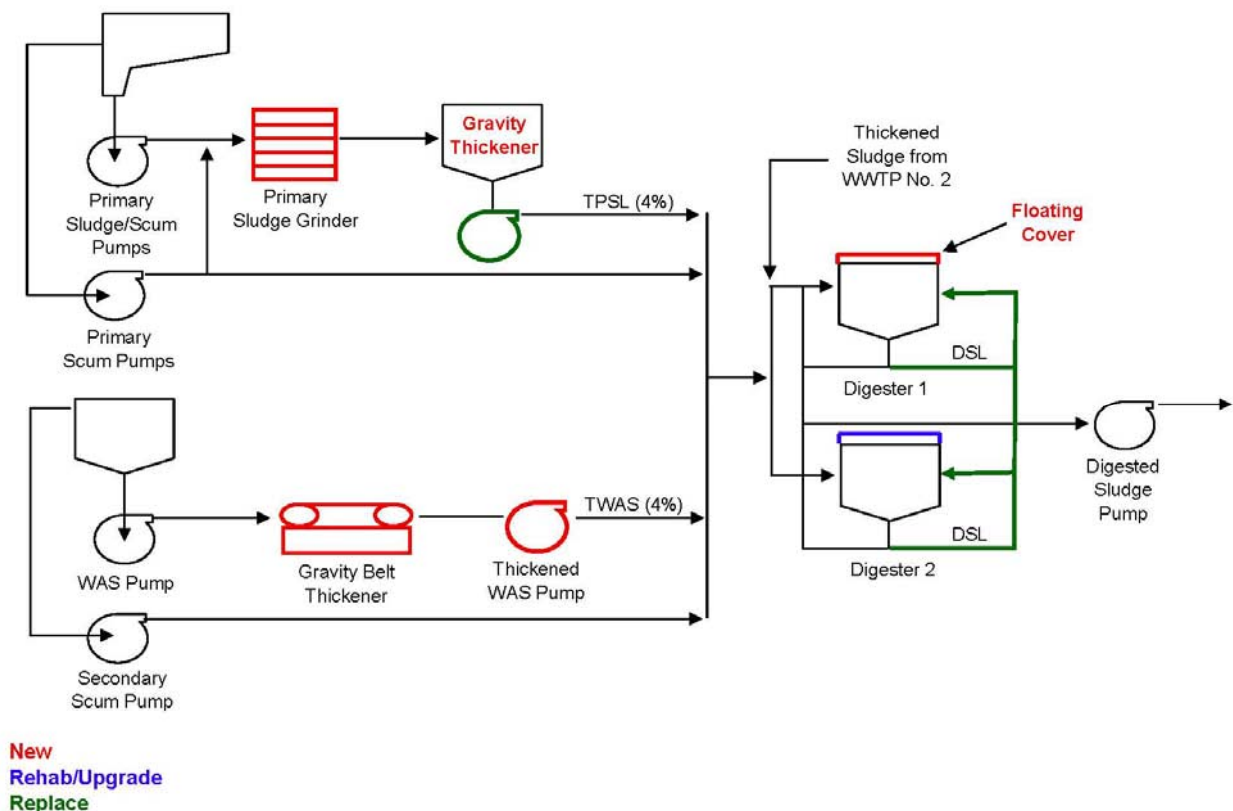 Gravity
Thickener
Primary
Sludge/Scum
Pumps
Primary
Sludge Grinder
TPSL (4%)
Primary
Scum Pumps
Thickened
Sludge from
WWTP No. 2
Floating
Cover
DSL
Digester 1
Digested
Sludge
Pump
DSL
Digester 2
WAS Pump
Gravity Belt
Thickener
Thickened
WAS Pump
TWAS (4%)
Secondary
Scum Pump
New
Rehab/Upgrade
Replace